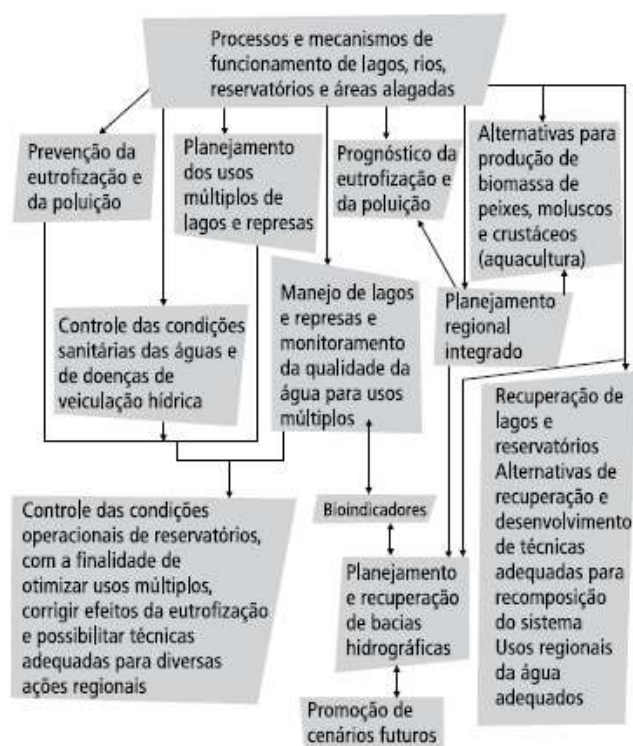 Processos e mecanismos de
funcionamento de lagos, rios,
reservatórios e áreas alagadas
Prevenção da
eutrofização e
da poluição
Planejamento
dos usos
múltiplos de
lagos e represas
Prognóstico da
eutrofização e
da poluição
Alternativas para
produção de
biomassa de
peixes, moluscos
e crustáceos
(aquacultura)
Controle das condições
sanitárias das águas e
de doenças de
veiculação hídrica
Manejo de lagos
e represas e
monitoramento
da qualidade da
água para usos
múltiplos
Planejamento
regional
integrado
Recuperação de
lagos e
reservatórios
Alternativas de
recuperação e
desenvolvimento
de técnicas
adequadas para
recomposição
do sistema
Usos regionais
da água
adequados
Controle das condições
operacionais de reservatórios,
com a finalidade de
otimizar usos múltiplos,
corrigir efeitos da eutrofização
e possibilitar técnicas
adequadas para diversas
ações regionais
Bioindicadores
Planejamento
e recuperação
de bacias
hidrográficas
Promoção de
cenários futuros